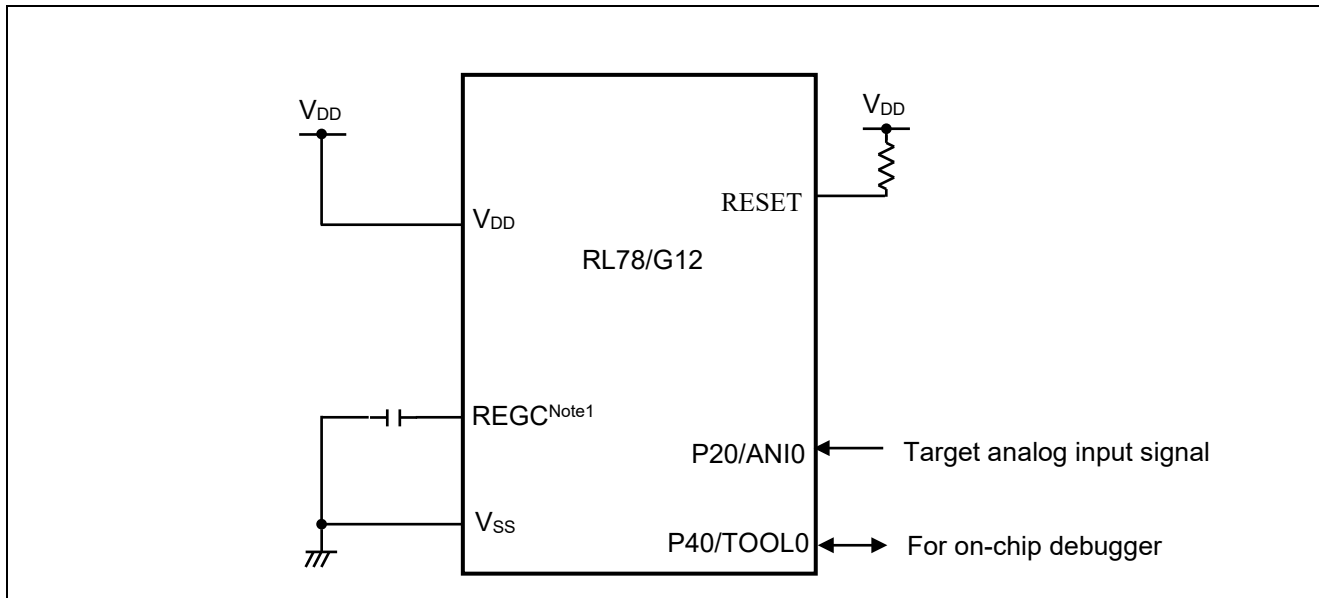 VDD
VDD
RESET
VDD
RL78/G12
REGCNote1
P20/ANI0
Target analog input signal
VSS
P40/TOOL0
For on-chip debugger